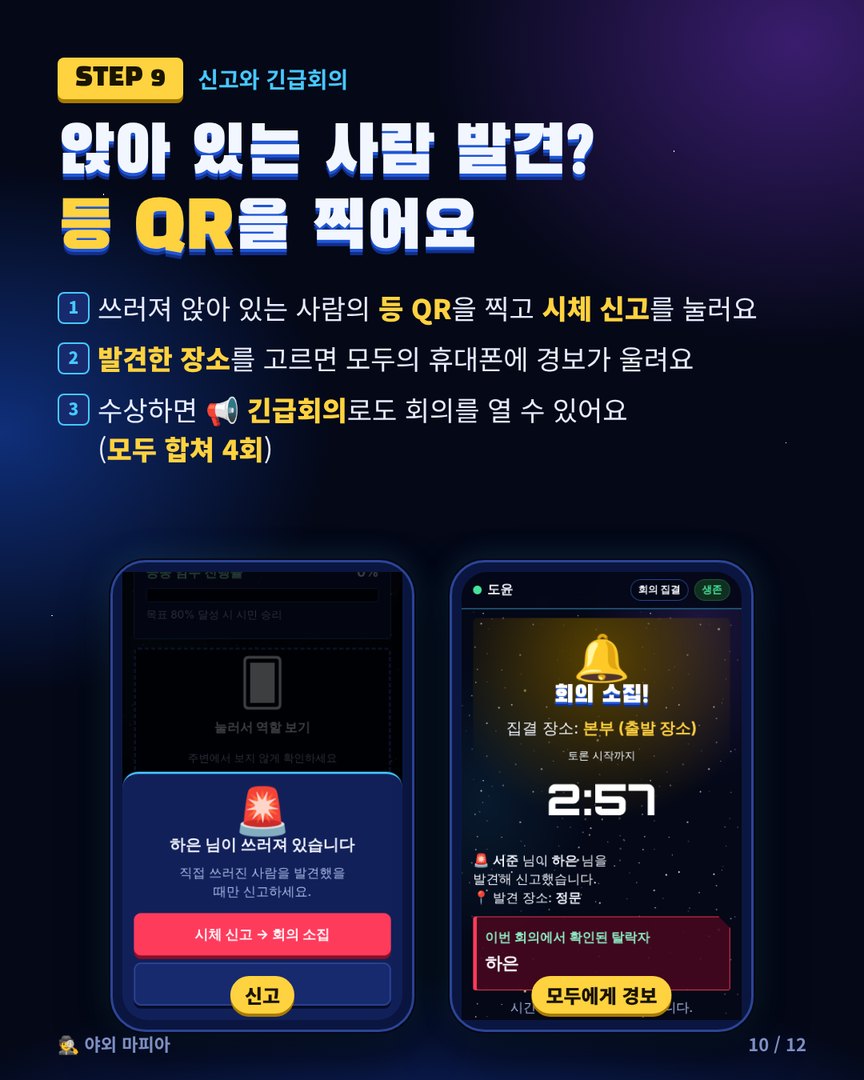 STEP 9 신고와 긴급회의
앉아 있는 사람 발견?
등 QR을 찍어요
1 쓰러져 앉아 있는 사람의 등 QR을 찍고 시체 신고를 눌러요
2 발견한 장소를 고르면 모두의 휴대폰에 경보가 울려요
3 수상하면 📢 긴급회의로도 회의를 열 수 있어요
(모두 합쳐 4회)
목표 80% 달성 시 시민 승리
눌러서 역할 보기
주변에서 보지 않게 확인하세요
하은 님이 쓰러져 있습니다
직접 쓰러진 사람을 발견했을
때만 신고하세요.
시체 신고 → 회의 소집
신고
도윤 회의 집결 생존
회의 소집!
집결 장소: 본부 (출발 장소)
토론 시작까지
2:57
🚨 서준 님이 하은 님을
발견해 신고했습니다.
📍 발견 장소: 정문
이번 회의에서 확인된 탈락자
하은
시간 니다.
모두에게 경보
🕵️ 야외 마피아 10 / 12